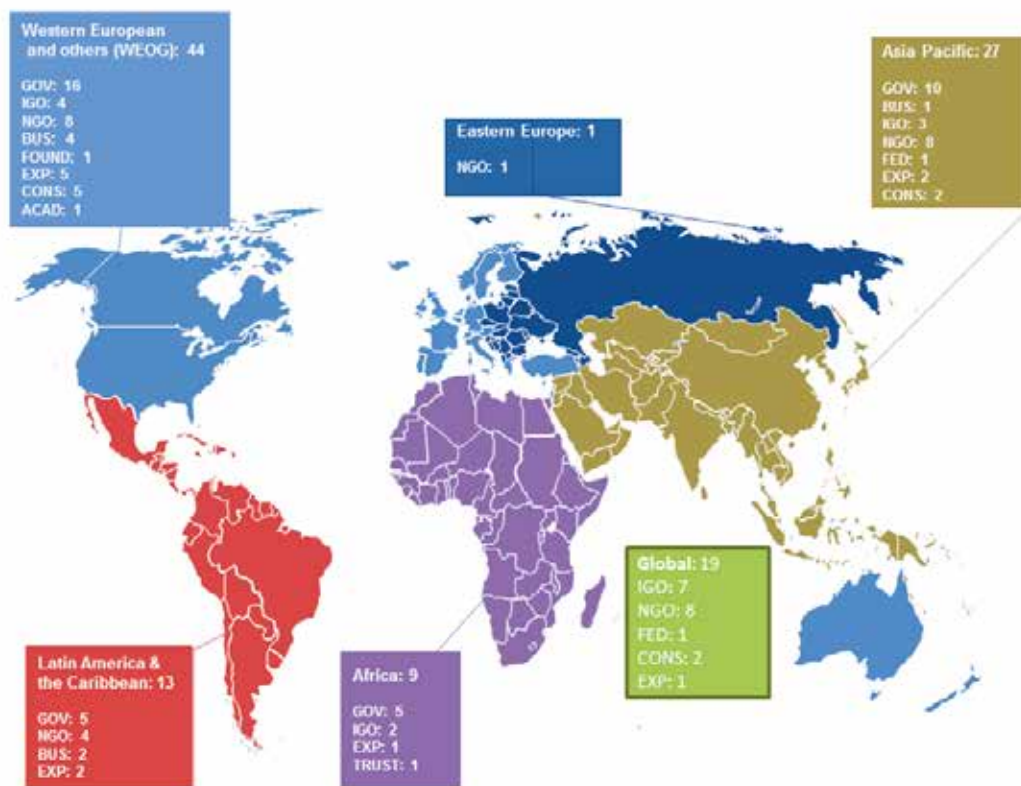 Western European
and others (WEOG): 44
GOV: 16
IGO: 4
NGO: 8
BUS: 4
FOUND: 1
EXP: 5
CONS: 5
ACAD: 1
Eastern Europe: 1
NGO: 1
Asia Pacific: 27
GOV: 10
BUS: 1
IGO: 3
NGO: 8
FED: 1
EXP: 2
CONS: 2
Latin America &
the Caribbean: 13
GOV: 5
NGO: 4
BUS: 2
EXP: 2
Africa: 9
GOV: 5
IGO: 2
EXP: 1
TRUST: 1
Global: 19
IGO: 7
NGO: 8
FED: 1
CONS: 2
EXP: 1